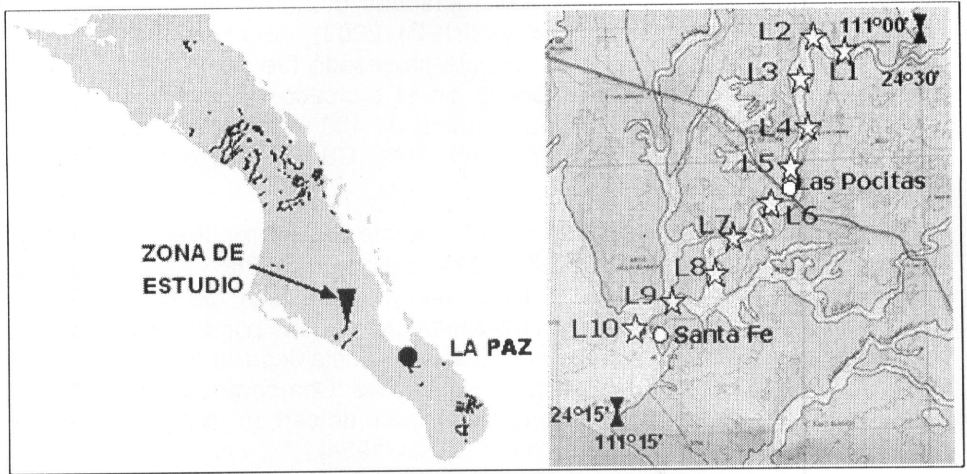 ZONA DE
ESTUDIO
LA PAZ
L2
111°00'
L1
24°30'
L3
L4
L5
Las Pocitas
L6
L7
L8
L9
L10
Santa Fe
24°15'
111°15'